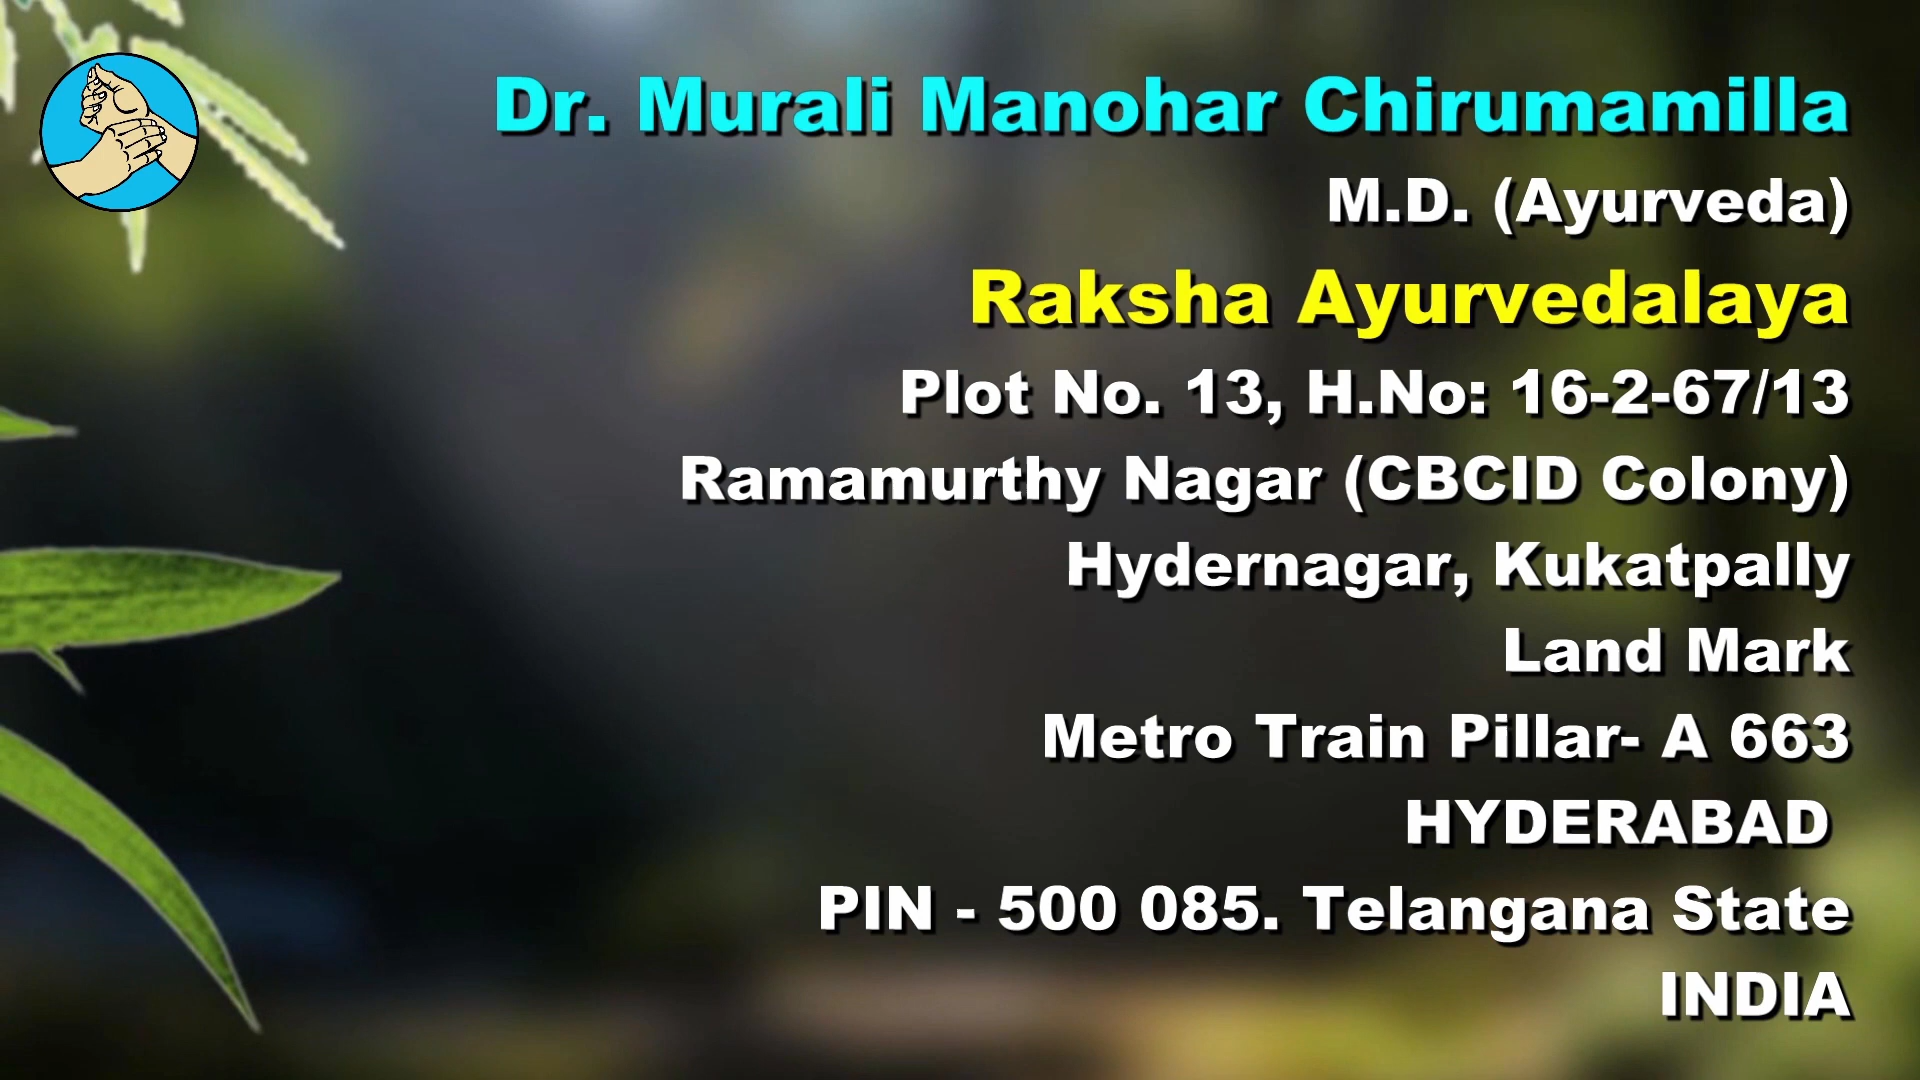 Dr. Murali Manohar Chirumamilla
M.D. (Ayurveda)
Raksha Ayurvedalaya
Plot No. 13, H.No: 16-2-67/13
Ramamurthy Nagar (CBCID Colony)
Hydernagar, Kukatpally
Land Mark
Metro Train Pillar- A 663
HYDERABAD
PIN - 500 085. Telangana State
INDIA